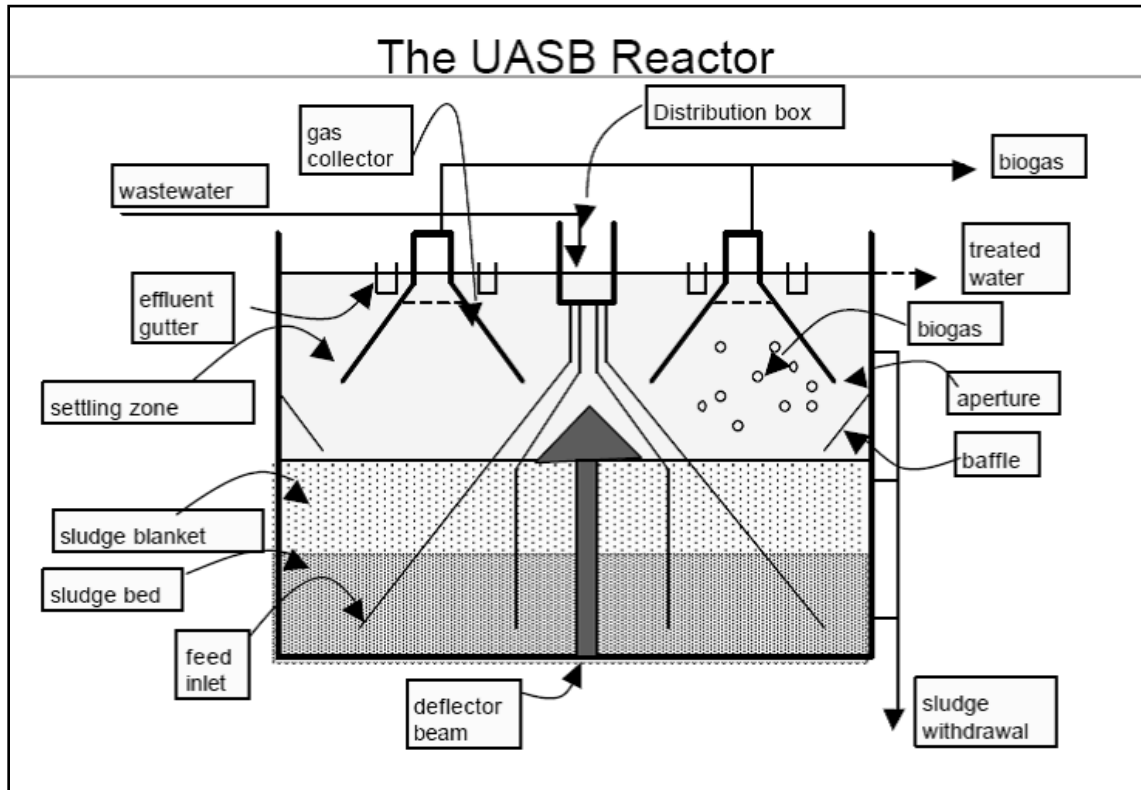 The UASB Reactor
gas
collector
Distribution box
biogas
wastewater
treated
water
effluent
gutter
biogas
settling zone
aperture
baffle
sludge blanket
sludge bed
feed
inlet
deflector
beam
sludge
withdrawal